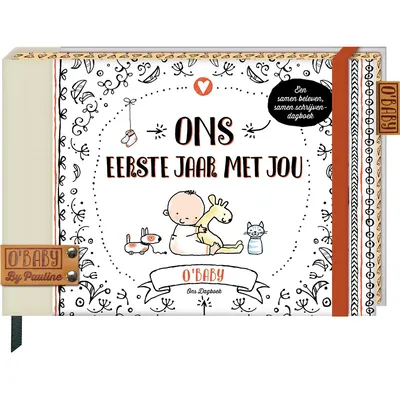 Een
samen beleven,
samen schrijven-
dagboek
O'BABY
ONS
EERSTE JAAR MET JOU
O'BABY
By Pauline
O'BABY
Ons Dagboek